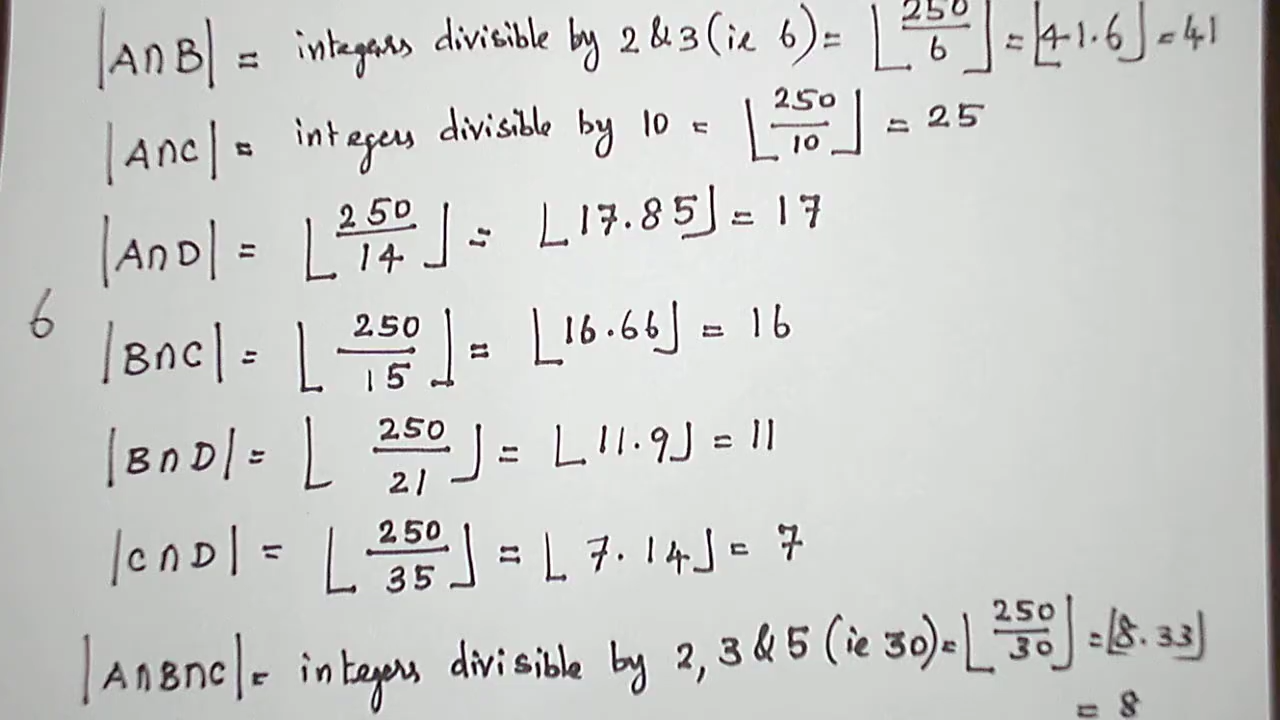 |A∩B| = integers divisible by 2 & 3 (ie 6) = ⌊250/6⌋ = ⌊41.6⌋ = 41
|A∩C| = integers divisible by 10 = ⌊250/10⌋ = 25
|A∩D| = ⌊250/14⌋ = ⌊17.85⌋ = 17
6
|B∩C| = ⌊250/15⌋ = ⌊16.66⌋ = 16
|B∩D| = ⌊250/21⌋ = ⌊11.9⌋ = 11
|C∩D| = ⌊250/35⌋ = ⌊7.14⌋ = 7
|A∩B∩C| = integers divisible by 2, 3 & 5 (ie 30) = ⌊250/30⌋ = ⌊8.33⌋
= 8